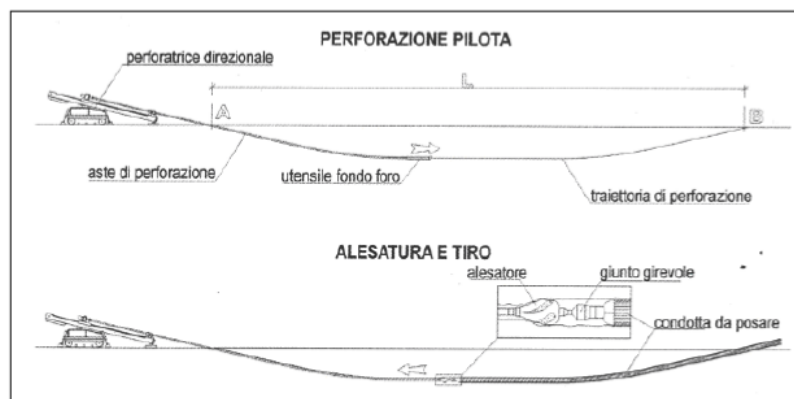 PERFORAZIONE PILOTA
perforatrice direzionale
L
A
B
aste di perforazione
utensile fondo foro
traiettoria di perforazione
ALESATURA E TIRO
alesatore
giunto girevole
condotta da posare